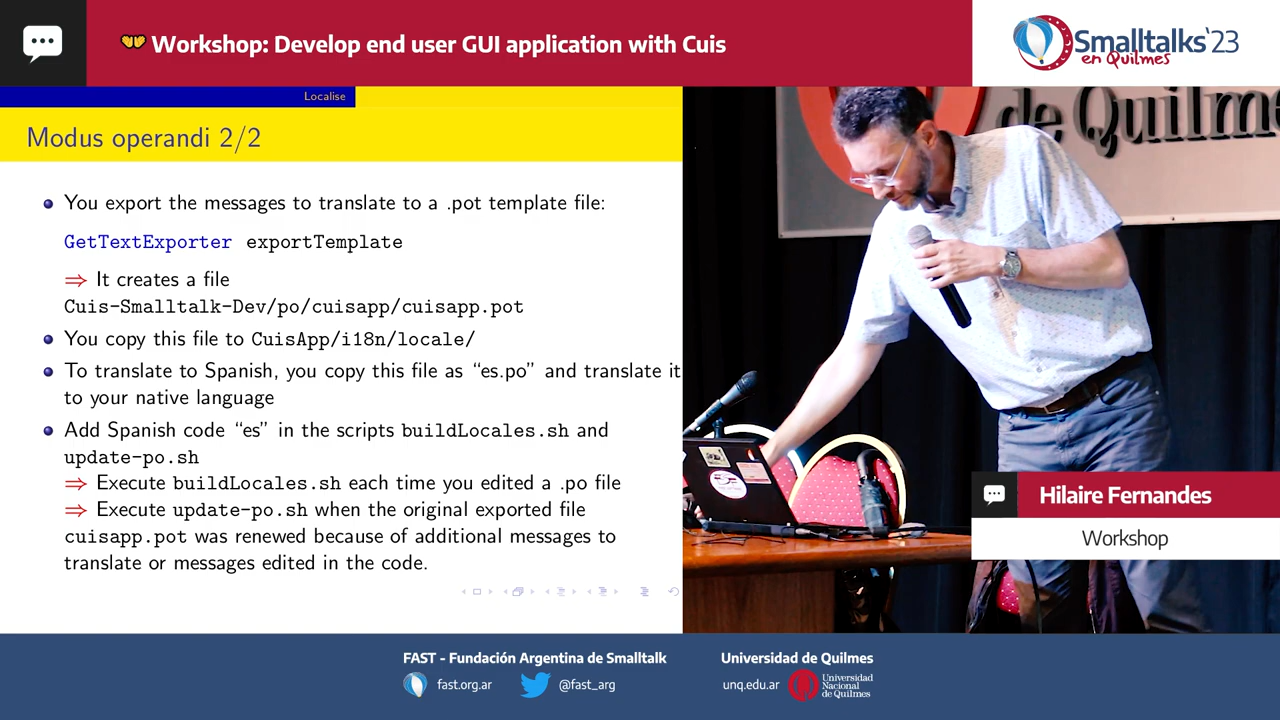 Workshop: Develop end user GUI application with Cuis
Smalltalks'23
en Quilmes
Localise
Modus operandi 2/2
You export the messages to translate to a .pot template file:
GetTextExporter exportTemplate
⇒ It creates a file
Cuis-Smalltalk-Dev/po/cuisapp/cuisapp.pot
You copy this file to CuisApp/i18n/locale/
To translate to Spanish, you copy this file as “es.po” and translate it
to your native language
Add Spanish code “es” in the scripts buildLocales.sh and
update-po.sh
⇒ Execute buildLocales.sh each time you edited a .po file
⇒ Execute update-po.sh when the original exported file
cuisapp.pot was renewed because of additional messages to
translate or messages edited in the code.
de Quilme
Hilaire Fernandes
Workshop
FAST - Fundación Argentina de Smalltalk
fast.org.ar
@fast_arg
Universidad de Quilmes
unq.edu.ar
Universidad
Nacional
de Quilmes